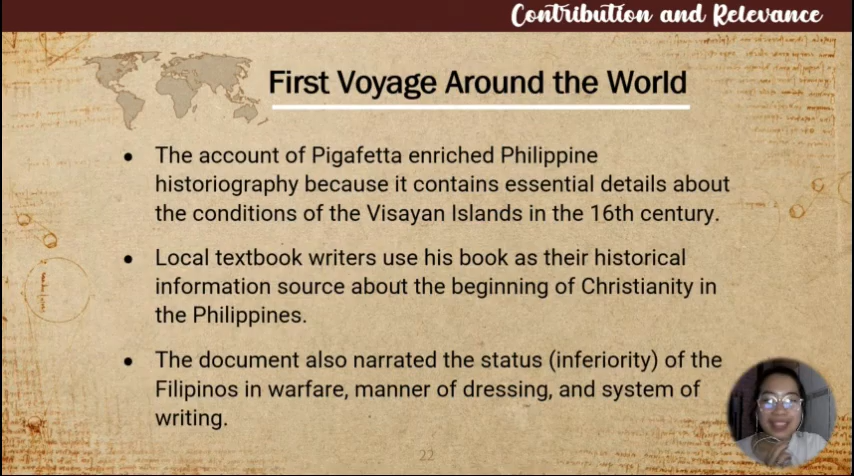 Contribution and Relevance
First Voyage Around the World
• The account of Pigafetta enriched Philippine
historiography because it contains essential details about
the conditions of the Visayan Islands in the 16th century.
• Local textbook writers use his book as their historical
information source about the beginning of Christianity in
the Philippines.
• The document also narrated the status (inferiority) of the
Filipinos in warfare, manner of dressing, and system of
writing.
22